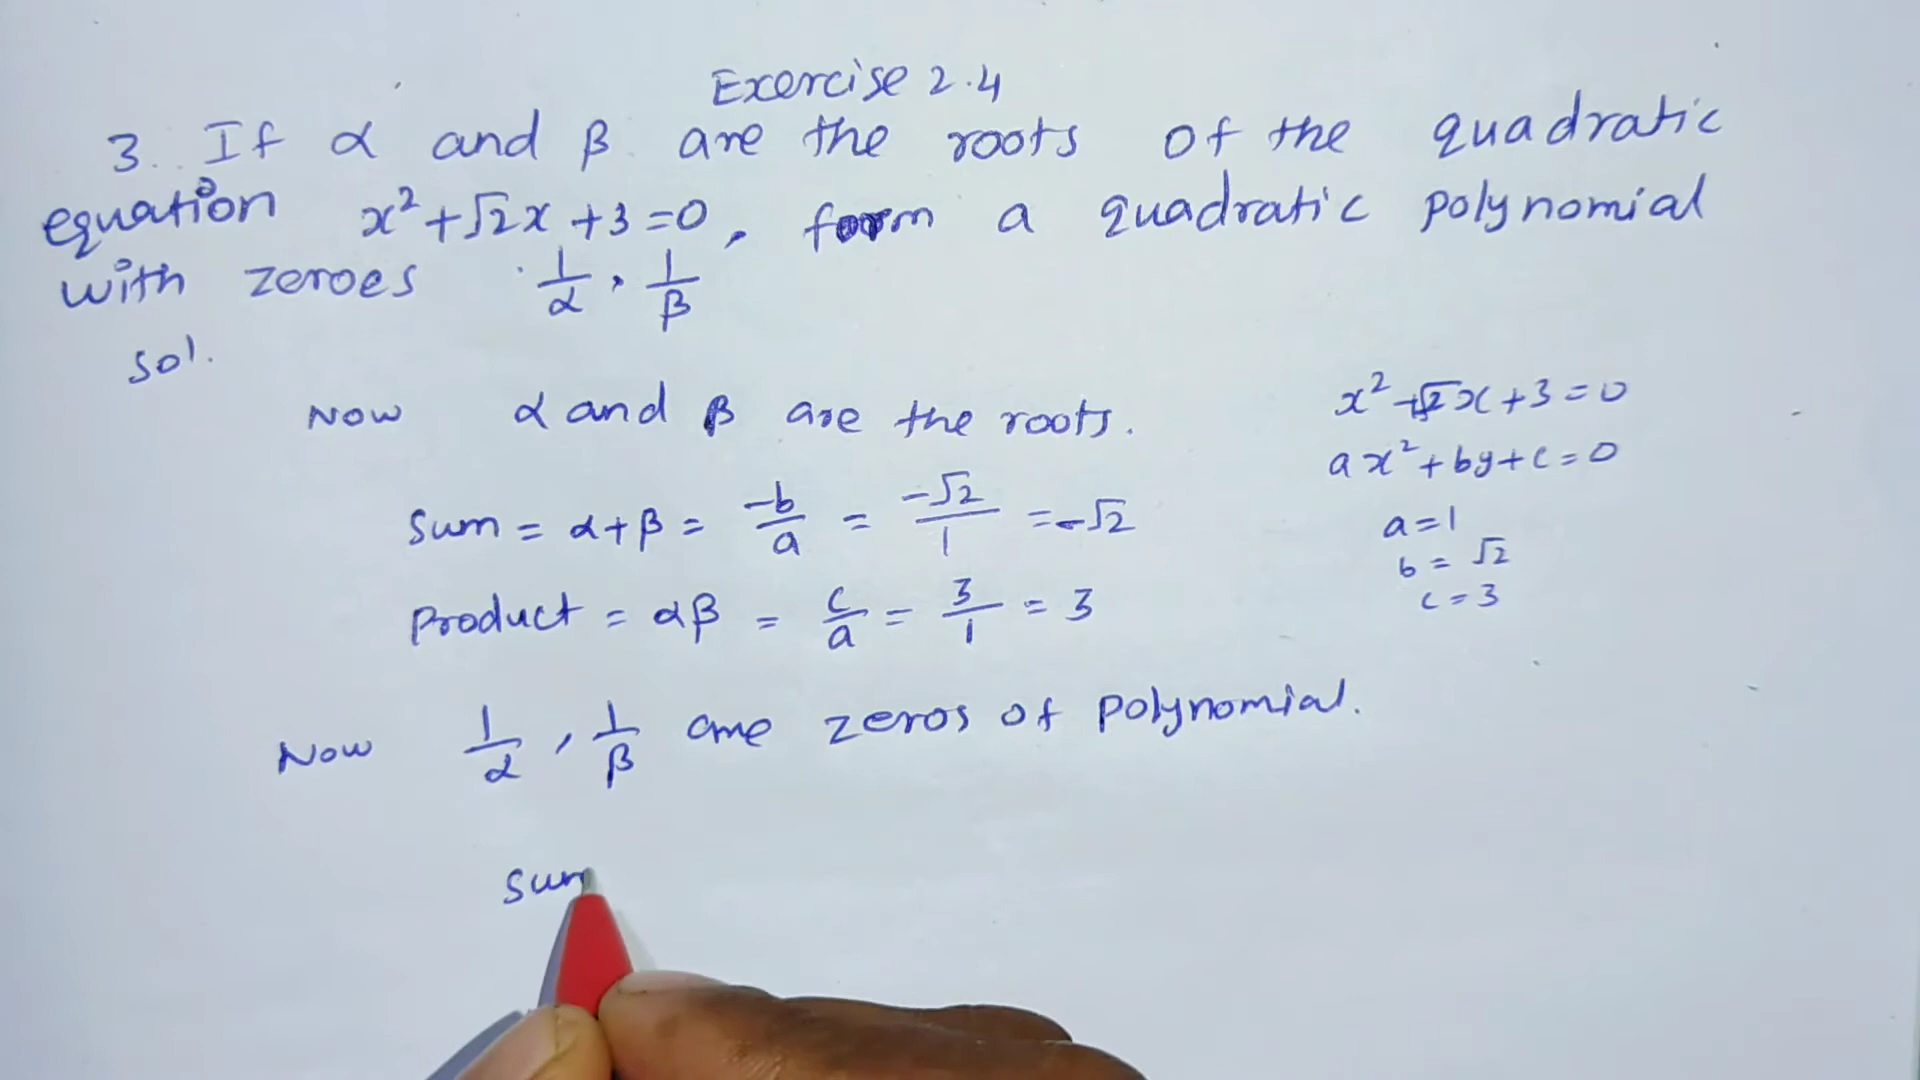 Exercise 2.4
3. If α and β are the roots of the quadratic
equation x² + √2x + 3 = 0, form a quadratic polynomial
with zeroes 1/α, 1/β
Sol.
Now α and β are the roots.
Sum = α+β = -b/a = -√2/1 = -√2
Product = αβ = c/a = 3/1 = 3
Now 1/α, 1/β are zeros of polynomial.
Sum
x² + √2x + 3 = 0
ax² + by + c = 0
a = 1
b = √2
c = 3